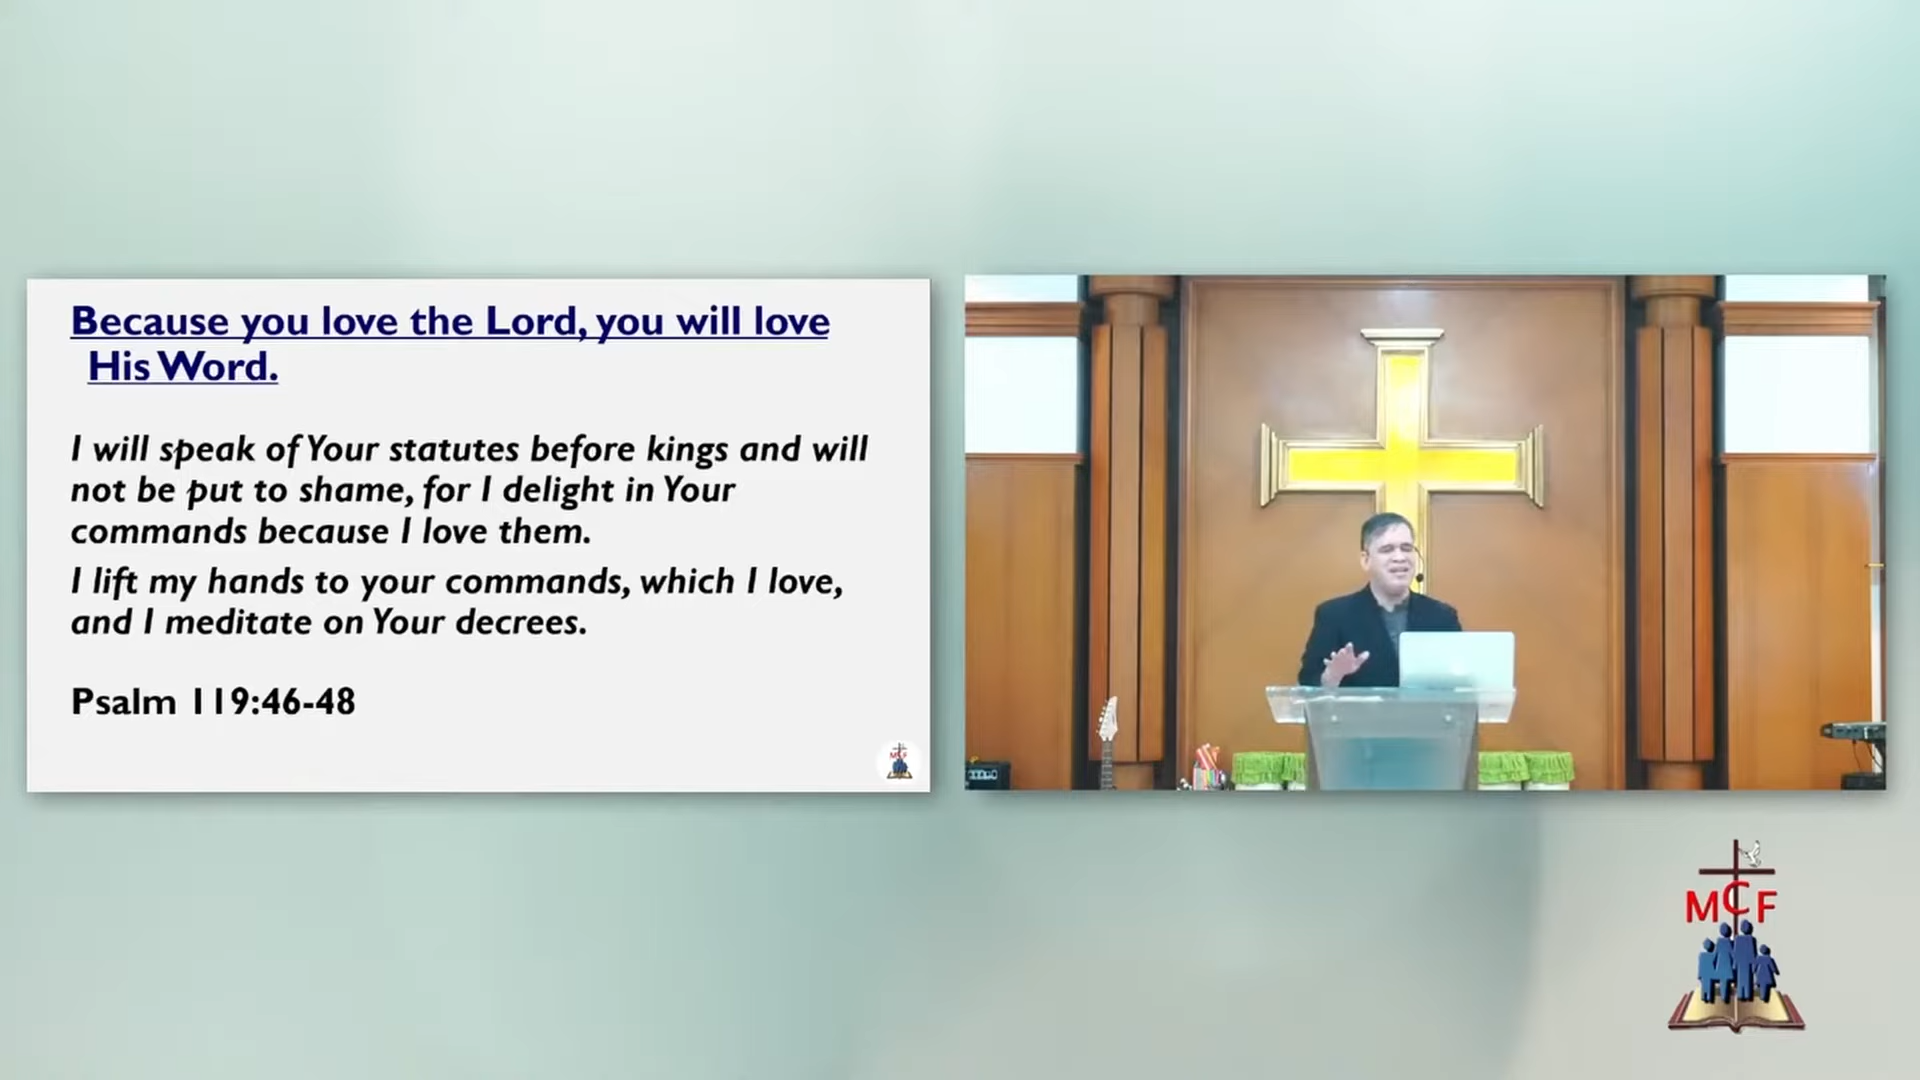 Because you love the Lord, you will love
His Word.
I will speak of Your statutes before kings and will
not be put to shame, for I delight in Your
commands because I love them.
I lift my hands to your commands, which I love,
and I meditate on Your decrees.
Psalm 119:46-48
MCF
MCF